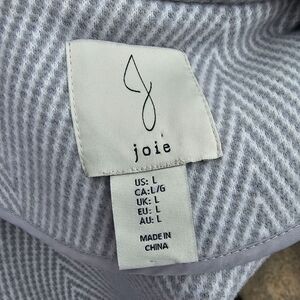 J
joie
US: L
CA: L/G
UK: L
EU: L
AU: L
MADE IN
CHINA